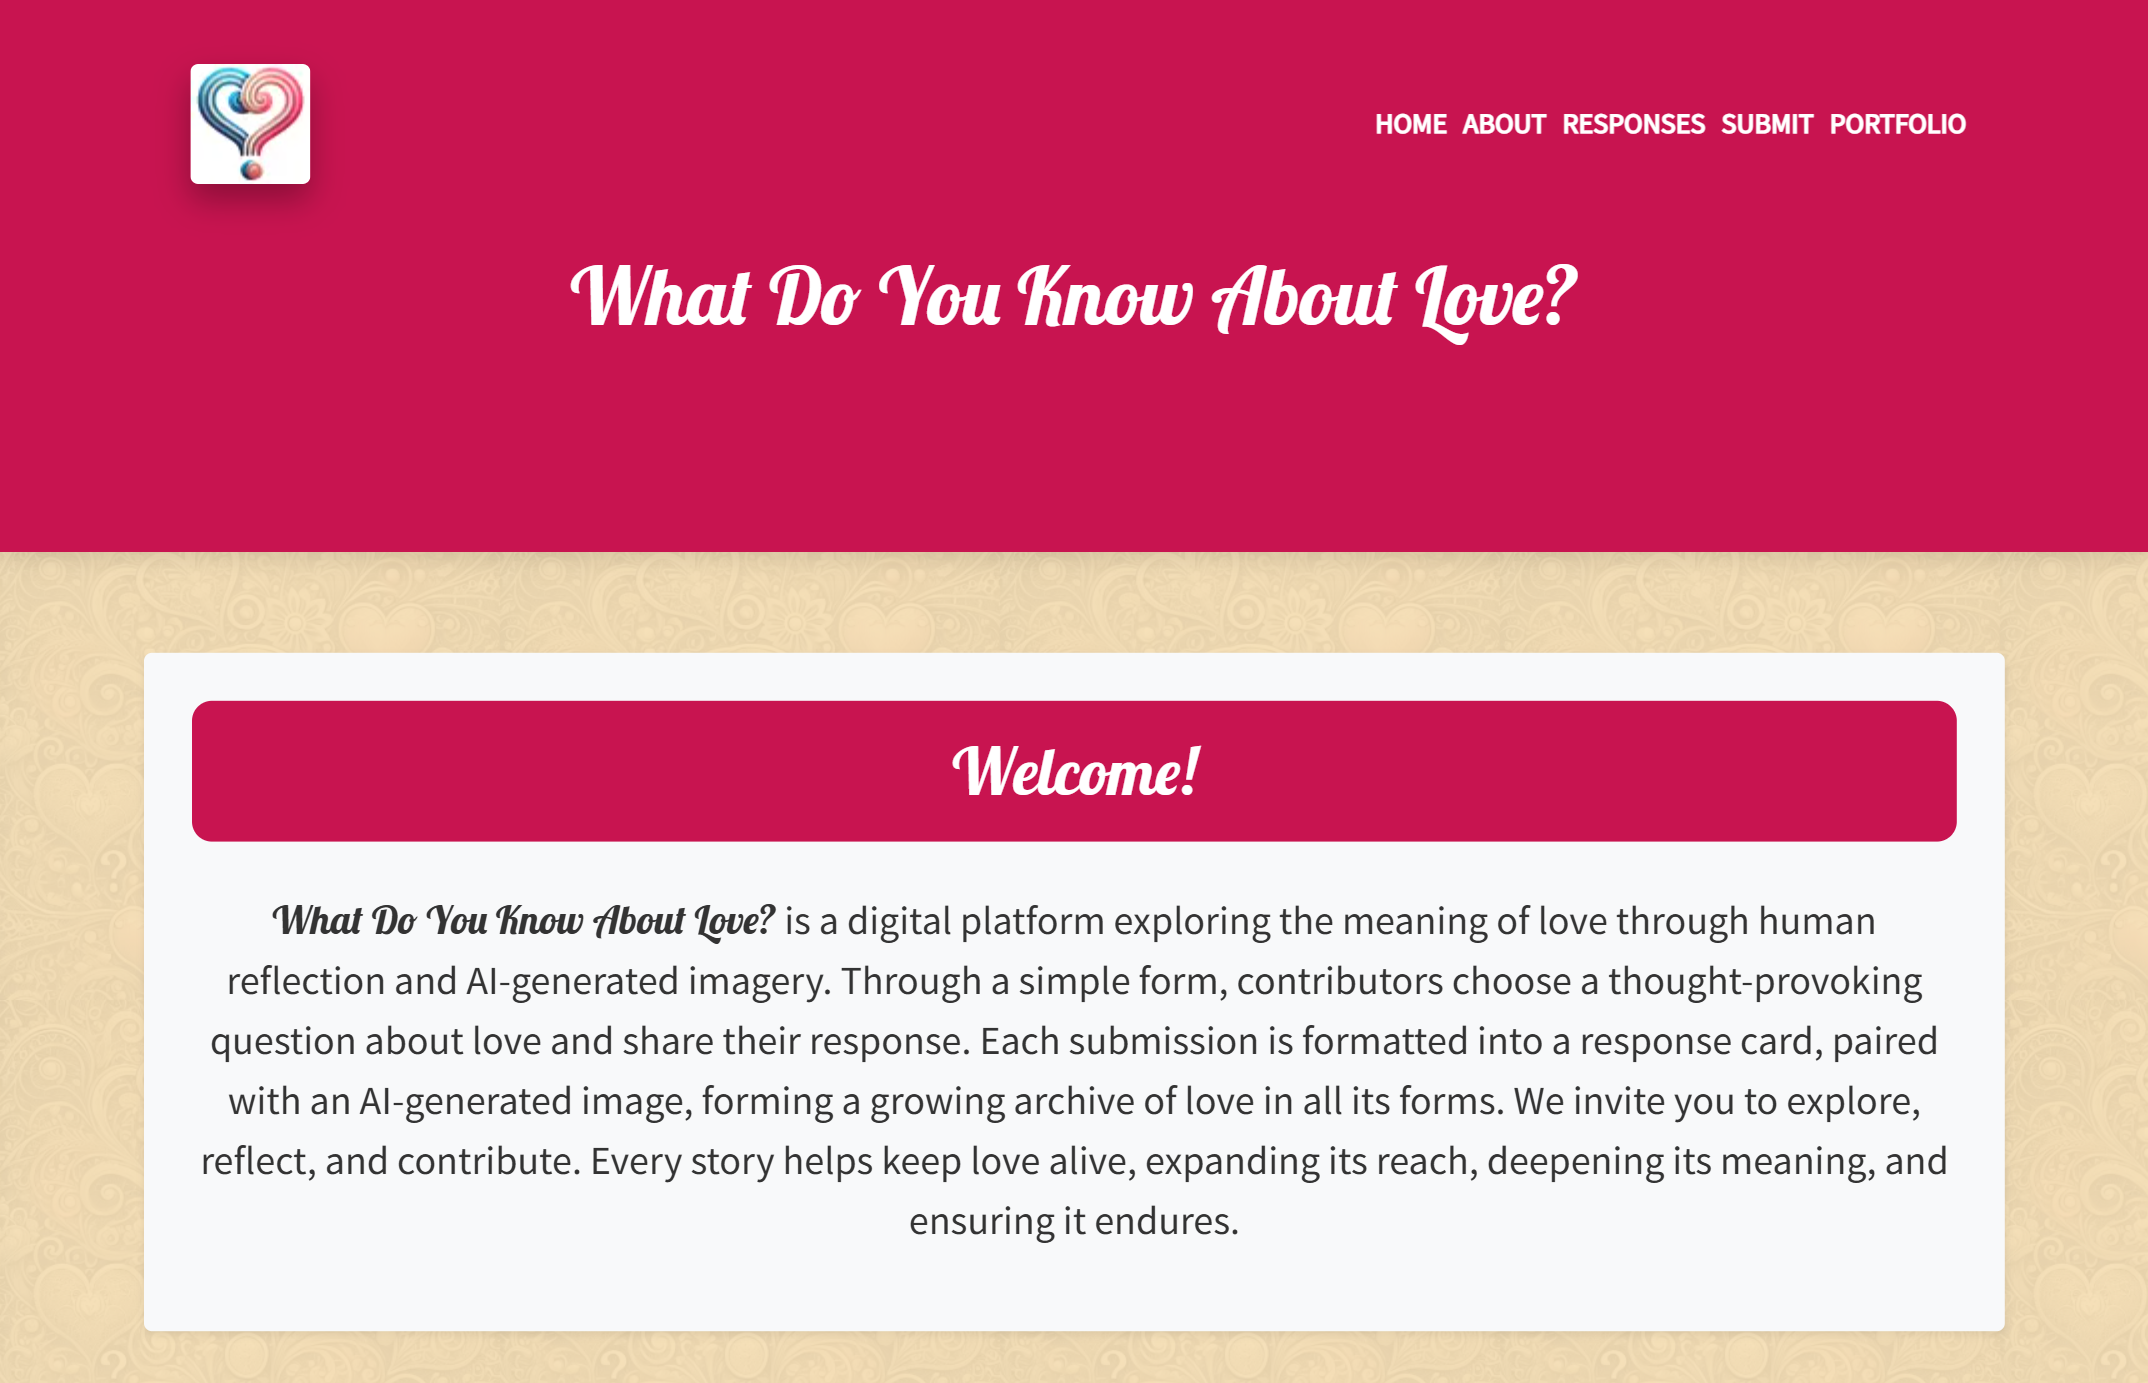 HOME ABOUT RESPONSES SUBMIT PORTFOLIO
What Do You Know About Love?
Welcome!
What Do You Know About Love? is a digital platform exploring the meaning of love through human
reflection and AI-generated imagery. Through a simple form, contributors choose a thought-provoking
question about love and share their response. Each submission is formatted into a response card, paired
with an AI-generated image, forming a growing archive of love in all its forms. We invite you to explore,
reflect, and contribute. Every story helps keep love alive, expanding its reach, deepening its meaning, and
ensuring it endures.